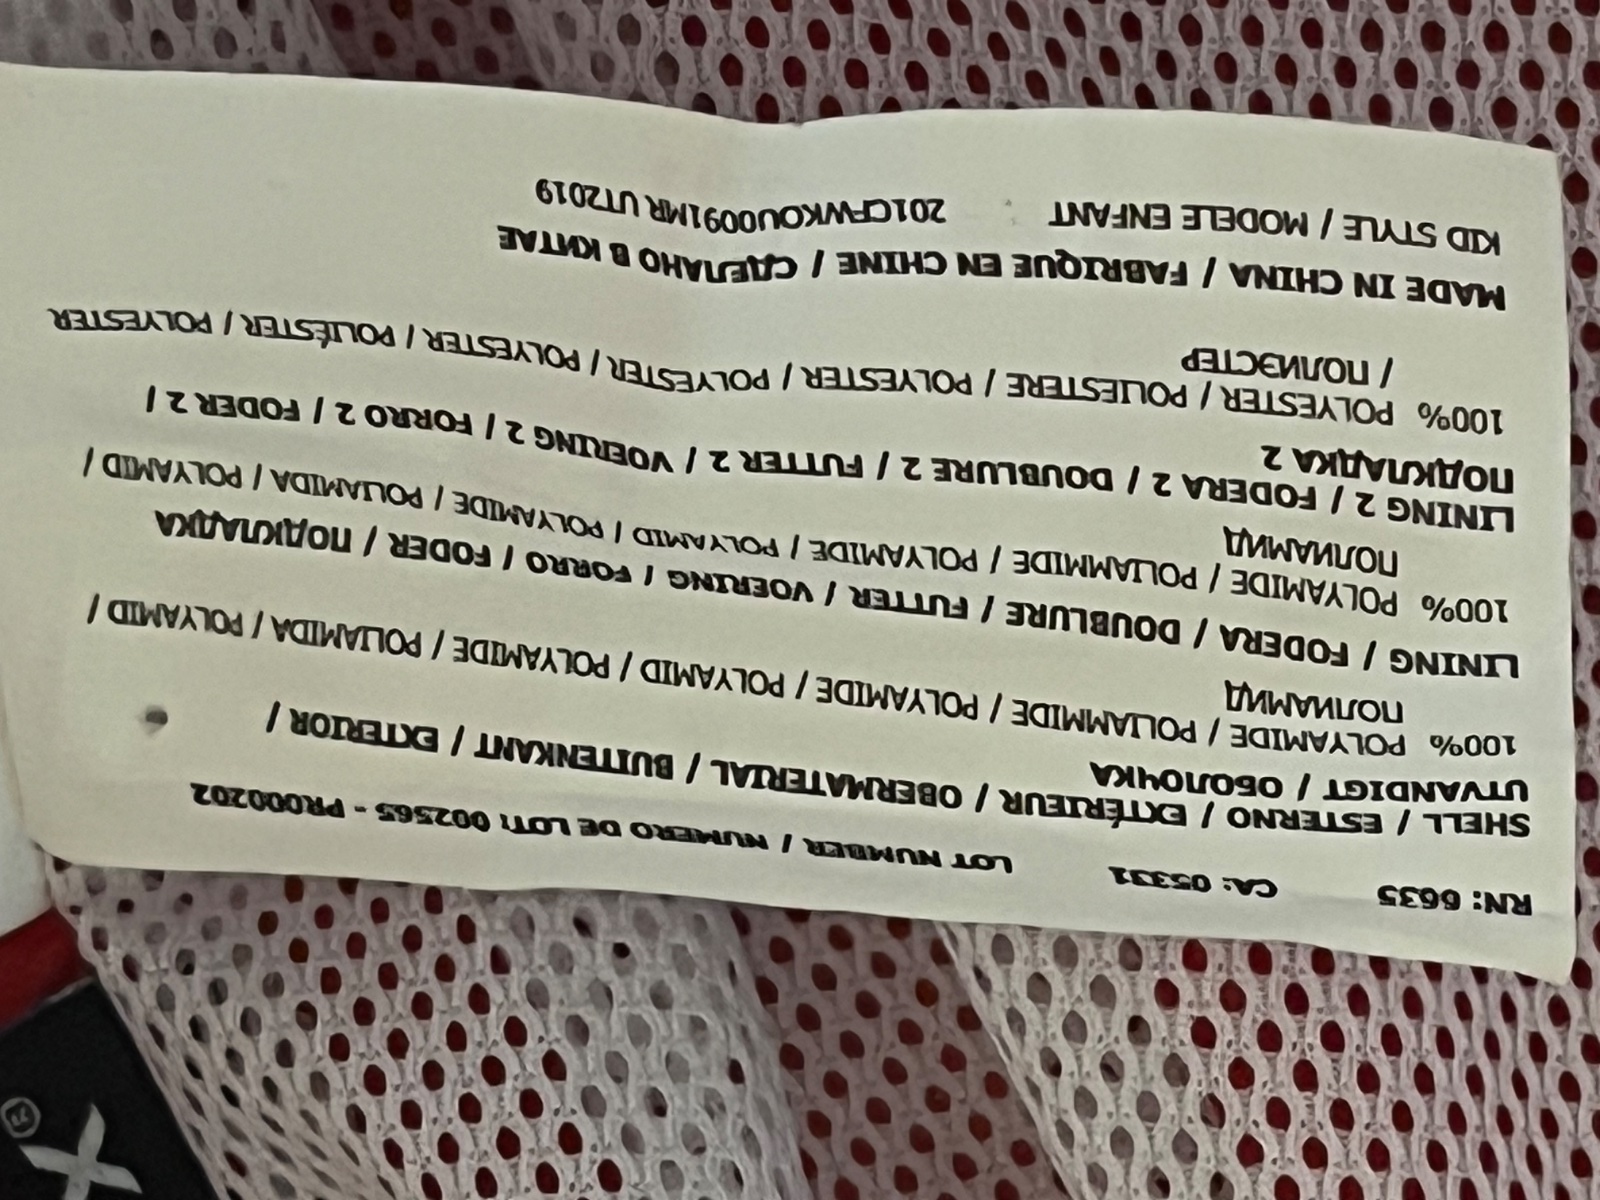 RN: 6635 CA: 05331 LOT NUMBER / NUMERO DE LOT: 002565 - PR000202
SHELL / ESTERNO / EXTÉRIEUR / OBERMATERIAL / BUITENKANT / EXTERIOR /
UTVANDIGT / ОБОЛОЧКА
100% POLYAMIDE / POLIAMMIDE / POLYAMIDE / POLYAMID / POLYAMIDE / POLIAMIDA / POLYAMID /
ПОЛИАМИД
LINING / FODERA / DOUBLURE / FUTTER / VOERING / FORRO / FODER / ПОДКЛАДКА
100% POLYAMIDE / POLIAMMIDE / POLYAMIDE / POLYAMID / POLYAMIDE / POLIAMIDA / POLYAMID /
ПОЛИАМИД
LINING 2 / FODERA 2 / DOUBLURE 2 / FUTTER 2 / VOERING 2 / FORRO 2 / FODER 2 /
ПОДКЛАДКА 2
100% POLYESTER / POLIESTERE / POLYESTER / POLYESTER / POLYESTER / POLIÉSTER / POLYESTER
/ ПОЛИЭСТЕР
MADE IN CHINA / FABRIQUE EN CHINE / СДЕЛАНО В КИТАЕ
KID STYLE / MODELE ENFANT 201CFWKOU0091MR UT2019